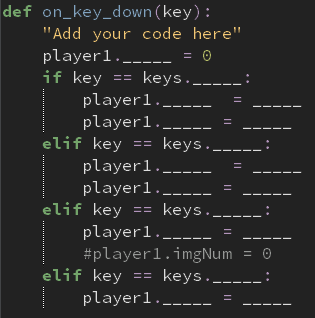 def on_key_down(key):
    "Add your code here"
    player1._____ = 0
    if key == keys._____:
        player1._____  = _____
        player1._____ = _____
    elif key == keys._____:
        player1._____  = _____
        player1._____ = _____
    elif key == keys._____:
        player1._____ = _____
        #player1.imgNum = 0
    elif key == keys._____:
        player1._____ = _____